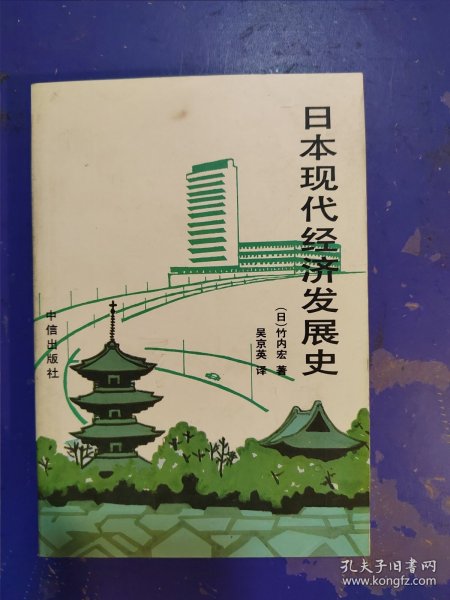 日本现代经济发展史
(日)竹内宏 著
吴京英 译
中信出版社
孔夫子旧书网
www.kongfz.com